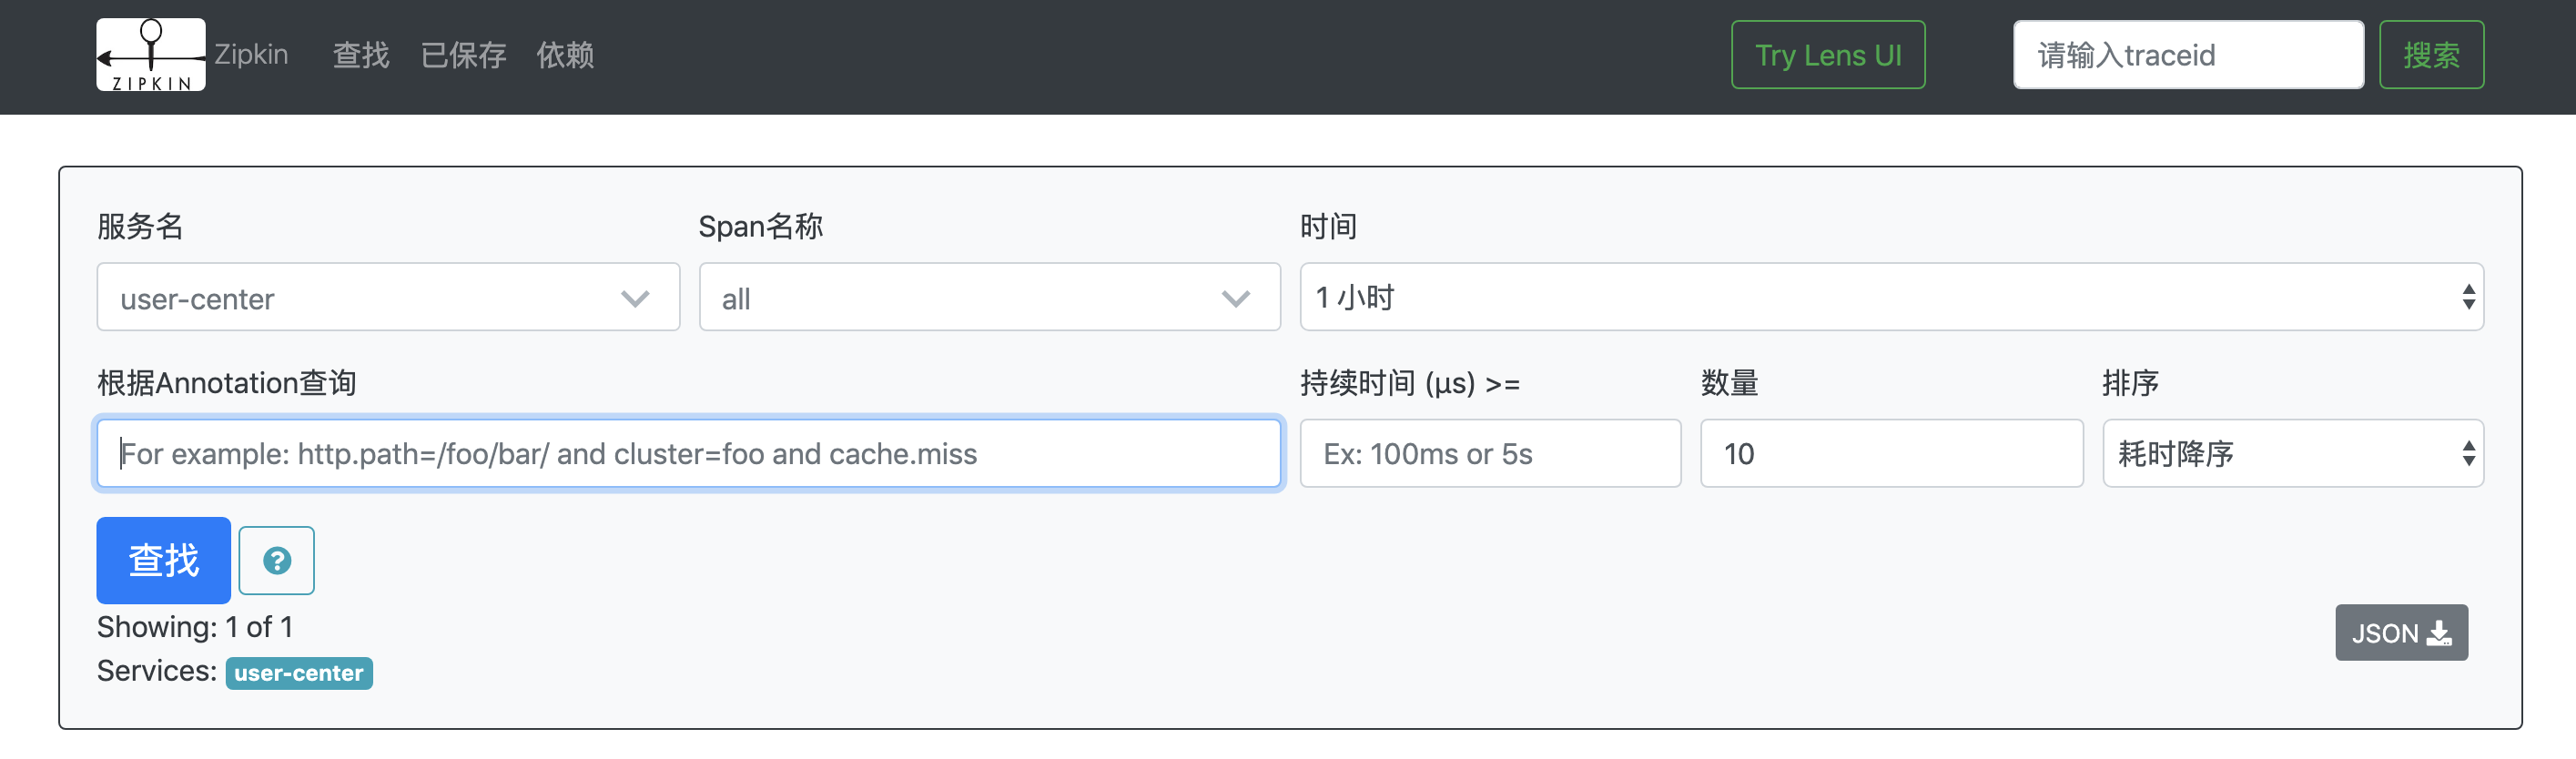 ZIPKIN Zipkin 查找 已保存 依赖 Try Lens UI 请输入traceid 搜索
服务名 Span名称 时间
user-center all 1 小时
根据Annotation查询 持续时间 (μs) >= 数量 排序
For example: http.path=/foo/bar/ and cluster=foo and cache.miss Ex: 100ms or 5s 10 耗时降序
查找 ?
Showing: 1 of 1
JSON
Services: user-center